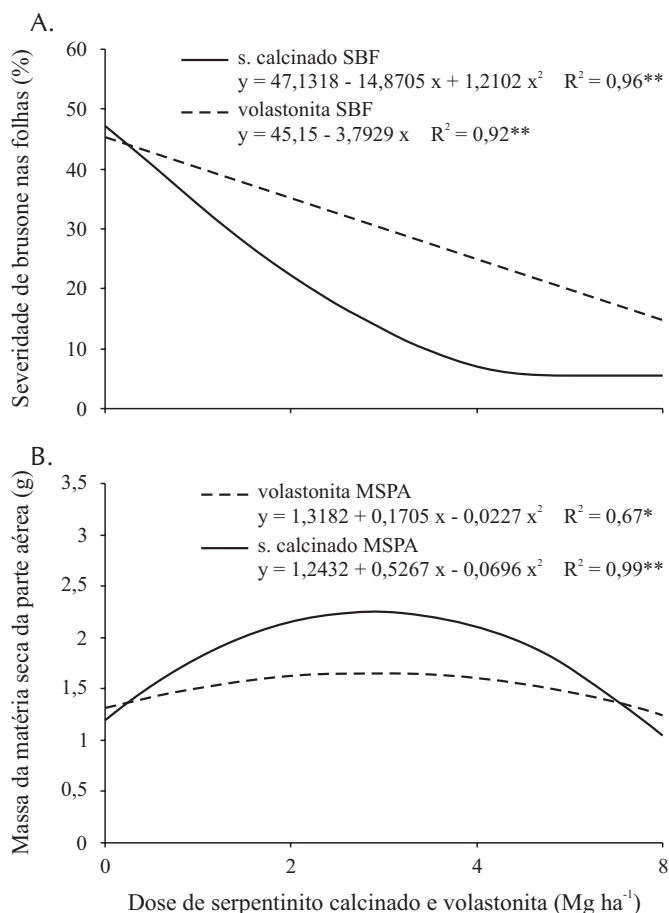 A.
Severidade de brusone nas folhas (%)
60
50
40
30
20
10
0
s. calcinado SBF
y = 47,1318 - 14,8705 x + 1,2102 x² R² = 0,96**
volastonita SBF
y = 45,15 - 3,7929 x R² = 0,92**
B.
Massa da matéria seca da parte aérea (g)
3,5
3
2,5
2
1,5
1
0,5
0
volastonita MSPA
y = 1,3182 + 0,1705 x - 0,0227 x² R² = 0,67*
s. calcinado MSPA
y = 1,2432 + 0,5267 x - 0,0696 x² R² = 0,99**
0 2 4 8
Dose de serpentinito calcinado e volastonita (Mg ha⁻¹)